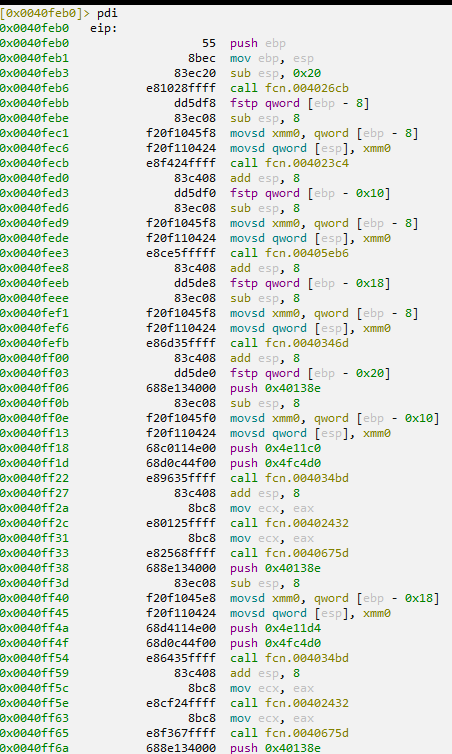 [0x0040feb0]> pdi
0x0040feb0 eip:
0x0040feb0 55 push ebp
0x0040feb1 8bec mov ebp, esp
0x0040feb3 83ec20 sub esp, 0x20
0x0040feb6 e81028ffff call fcn.004026cb
0x0040febb dd5df8 fstp qword [ebp - 8]
0x0040febe 83ec08 sub esp, 8
0x0040fec1 f20f1045f8 movsd xmm0, qword [ebp - 8]
0x0040fec6 f20f110424 movsd qword [esp], xmm0
0x0040fecb e8f424ffff call fcn.004023c4
0x0040fed0 83c408 add esp, 8
0x0040fed3 dd5df0 fstp qword [ebp - 0x10]
0x0040fed6 83ec08 sub esp, 8
0x0040fed9 f20f1045f8 movsd xmm0, qword [ebp - 8]
0x0040fede f20f110424 movsd qword [esp], xmm0
0x0040fee3 e8ce5fffff call fcn.00405eb6
0x0040fee8 83c408 add esp, 8
0x0040feeb dd5de8 fstp qword [ebp - 0x18]
0x0040feee 83ec08 sub esp, 8
0x0040fef1 f20f1045f8 movsd xmm0, qword [ebp - 8]
0x0040fef6 f20f110424 movsd qword [esp], xmm0
0x0040fefb e86d35ffff call fcn.0040346d
0x0040ff00 83c408 add esp, 8
0x0040ff03 dd5de0 fstp qword [ebp - 0x20]
0x0040ff06 688e134000 push 0x40138e
0x0040ff0b 83ec08 sub esp, 8
0x0040ff0e f20f1045f0 movsd xmm0, qword [ebp - 0x10]
0x0040ff13 f20f110424 movsd qword [esp], xmm0
0x0040ff18 68c0114e00 push 0x4e11c0
0x0040ff1d 68d0c44f00 push 0x4fc4d0
0x0040ff22 e89635ffff call fcn.004034bd
0x0040ff27 83c408 add esp, 8
0x0040ff2a 8bc8 mov ecx, eax
0x0040ff2c e80125ffff call fcn.00402432
0x0040ff31 8bc8 mov ecx, eax
0x0040ff33 e82568ffff call fcn.0040675d
0x0040ff38 688e134000 push 0x40138e
0x0040ff3d 83ec08 sub esp, 8
0x0040ff40 f20f1045e8 movsd xmm0, qword [ebp - 0x18]
0x0040ff45 f20f110424 movsd qword [esp], xmm0
0x0040ff4a 68d4114e00 push 0x4e11d4
0x0040ff4f 68d0c44f00 push 0x4fc4d0
0x0040ff54 e86435ffff call fcn.004034bd
0x0040ff59 83c408 add esp, 8
0x0040ff5c 8bc8 mov ecx, eax
0x0040ff5e e8cf24ffff call fcn.00402432
0x0040ff63 8bc8 mov ecx, eax
0x0040ff65 e8f367ffff call fcn.0040675d
0x0040ff6a 688e134000 push 0x40138e